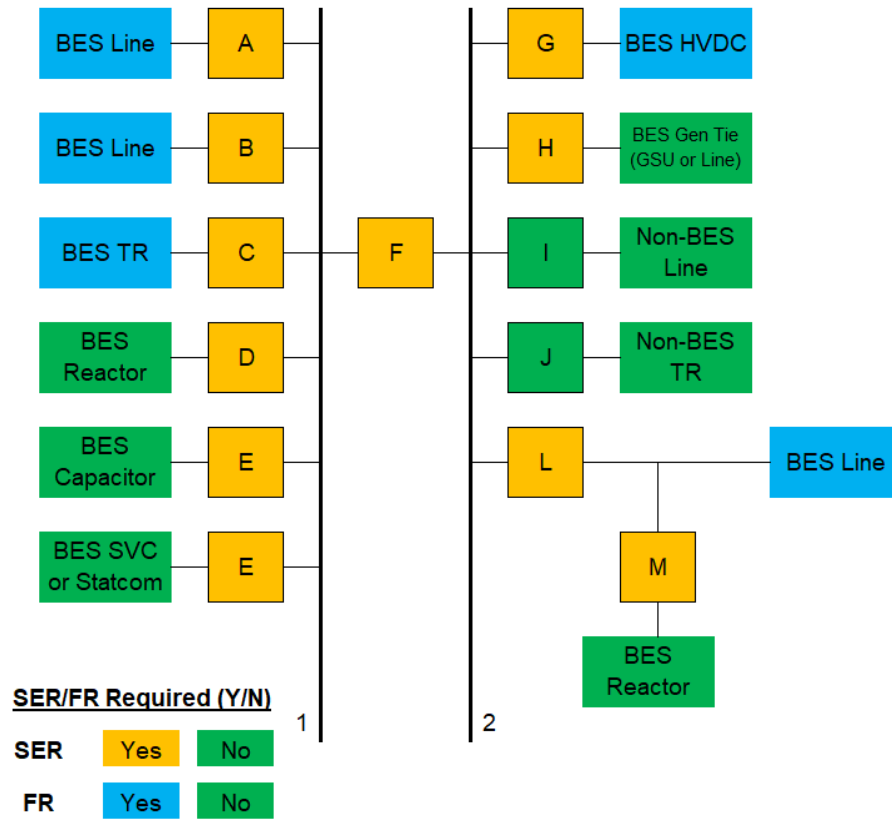 BES Line
A
G
BES HVDC
BES Line
B
H
BES Gen Tie
(GSU or Line)
BES TR
C
F
I
Non-BES
Line
BES
Reactor
D
J
Non-BES
TR
BES
Capacitor
E
L
BES Line
BES SVC
or Statcom
E
M
BES
Reactor
SER/FR Required (Y/N)
1
2
SER
Yes
No
FR
Yes
No